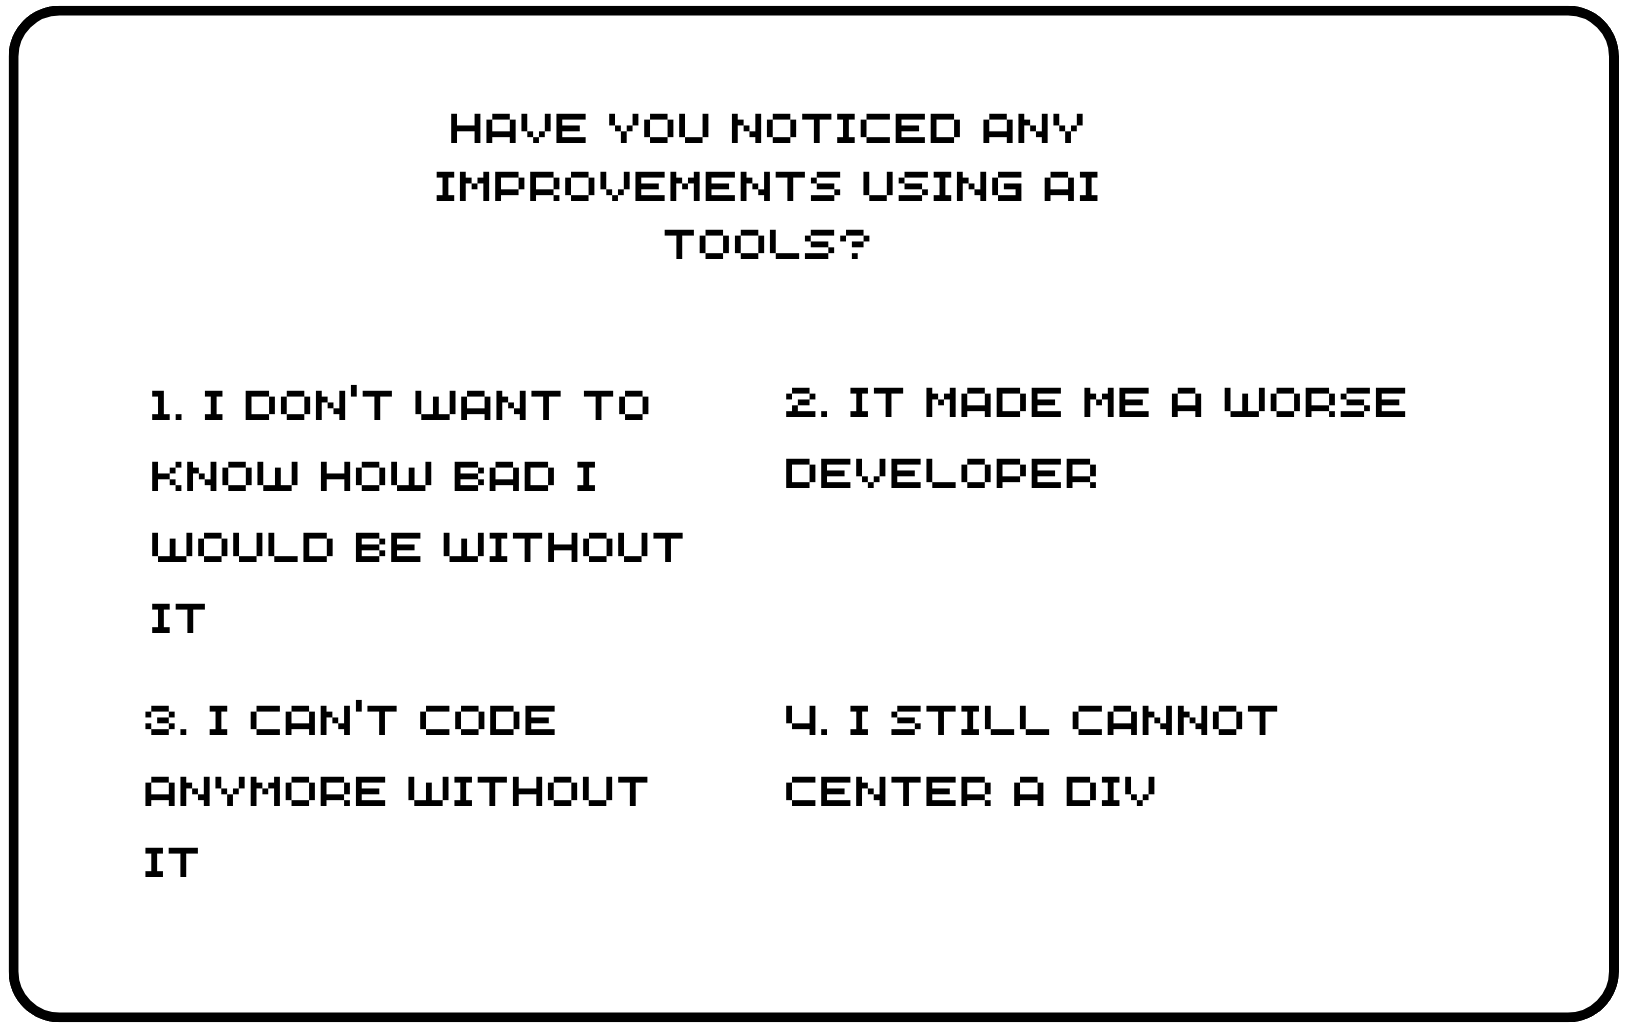 HAVE YOU NOTICED ANY
IMPROVEMENTS USING AI
TOOLS?
1. I DON'T WANT TO
KNOW HOW BAD I
WOULD BE WITHOUT
IT
2. IT MADE ME A WORSE
DEVELOPER
3. I CAN'T CODE
ANYMORE WITHOUT
IT
4. I STILL CANNOT
CENTER A DIV